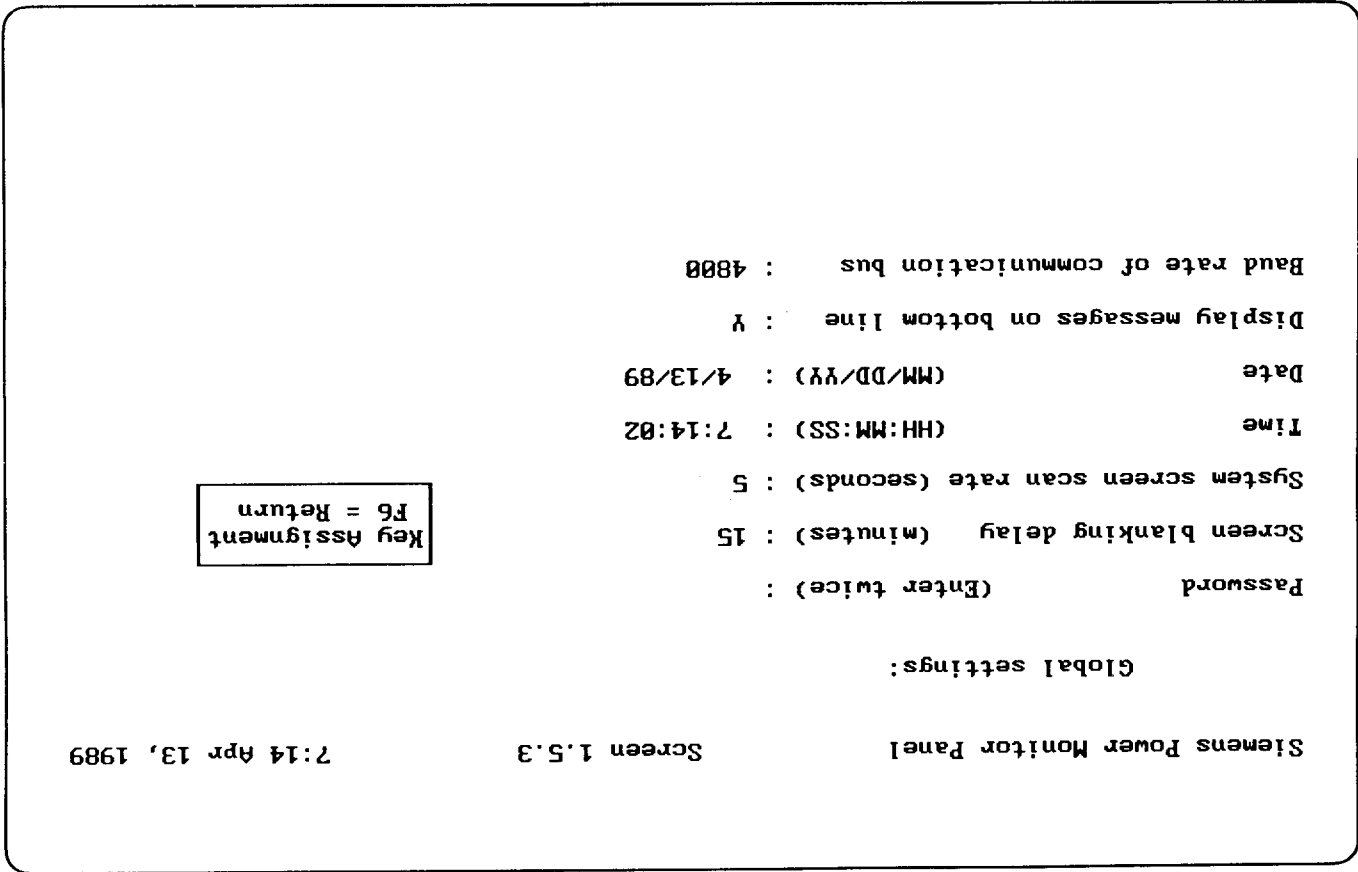 Siemens Power Monitor Panel Screen 1.5.3 7:14 Apr 13, 1989
Global settings:
Password (Enter twice) :
Screen blanking delay (minutes) : 15
Key Assignment
F6 = Return
System screen scan rate (seconds) : 5
Time (HH:MM:SS) : 7:14:02
Date (MM/DD/YY) : 4/13/89
Display messages on bottom line : Y
Baud rate of communication bus : 4800